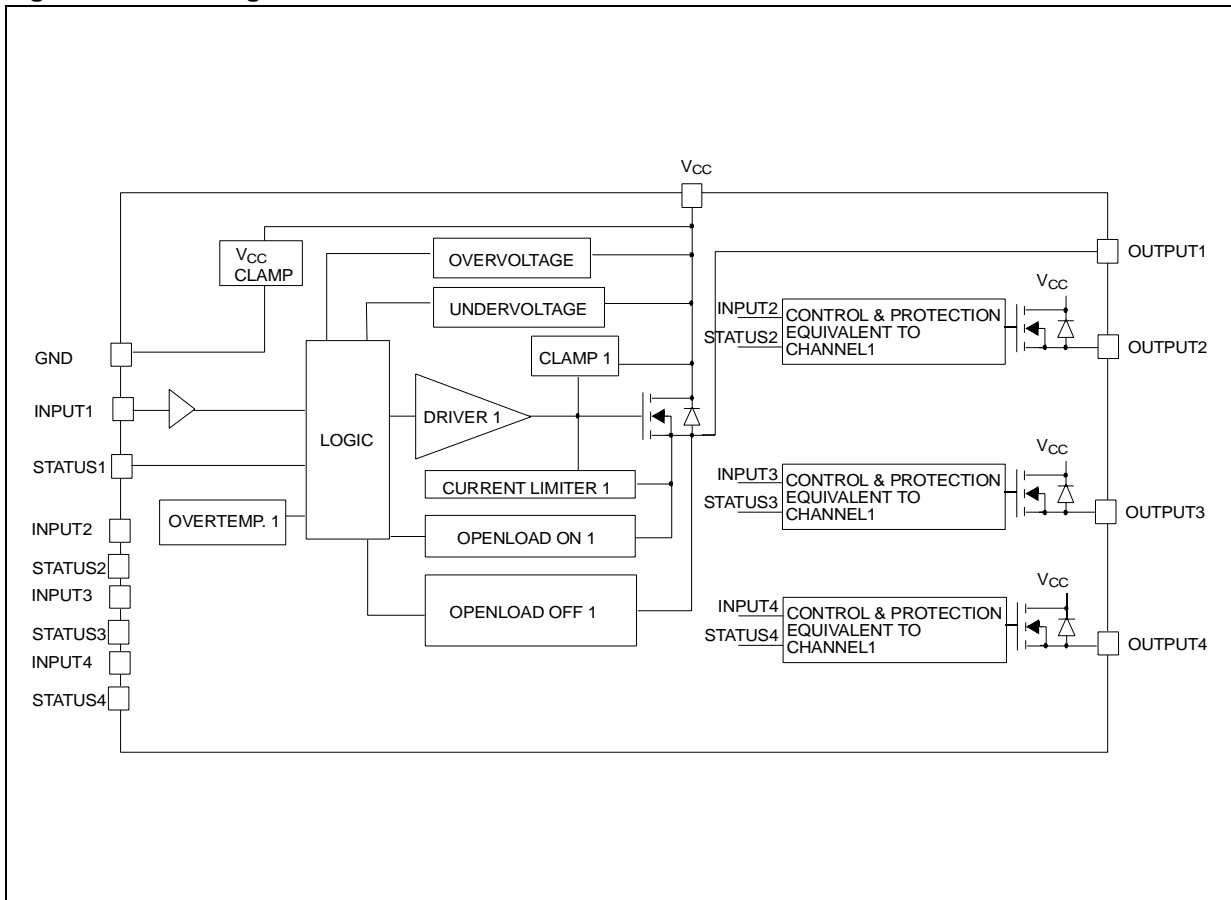 VCC
VCC
CLAMP
OVERVOLTAGE
UNDERVOLTAGE
CLAMP 1
GND
INPUT1
STATUS1
INPUT2
STATUS2
INPUT3
STATUS3
INPUT4
STATUS4
LOGIC
DRIVER 1
OVERTEMP. 1
CURRENT LIMITER 1
OPENLOAD ON 1
OPENLOAD OFF 1
OUTPUT1
INPUT2
STATUS2
CONTROL & PROTECTION
EQUIVALENT TO
CHANNEL1
VCC
OUTPUT2
INPUT3
STATUS3
CONTROL & PROTECTION
EQUIVALENT TO
CHANNEL1
VCC
OUTPUT3
INPUT4
STATUS4
CONTROL & PROTECTION
EQUIVALENT TO
CHANNEL1
VCC
OUTPUT4